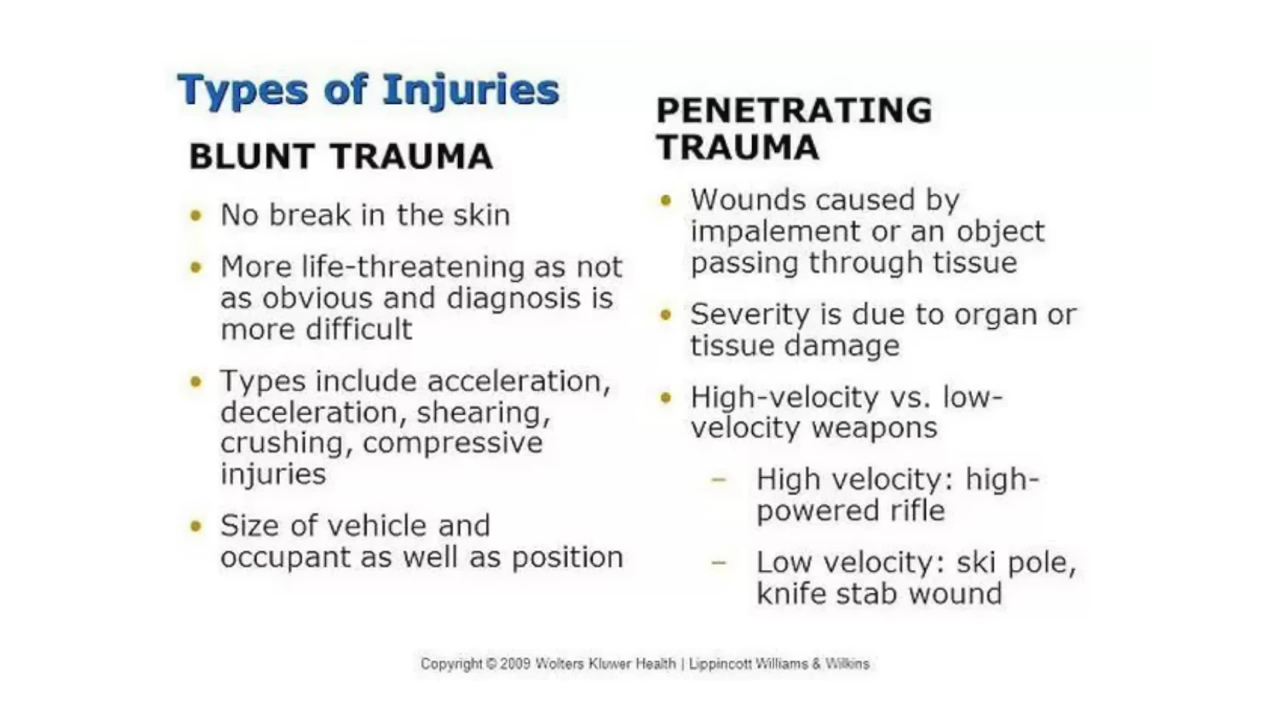 Types of Injuries
BLUNT TRAUMA
• No break in the skin
• More life-threatening as not
as obvious and diagnosis is
more difficult
• Types include acceleration,
deceleration, shearing,
crushing, compressive
injuries
• Size of vehicle and
occupant as well as position
PENETRATING
TRAUMA
• Wounds caused by
impalement or an object
passing through tissue
• Severity is due to organ or
tissue damage
• High-velocity vs. low-
velocity weapons
– High velocity: high-
powered rifle
– Low velocity: ski pole,
knife stab wound
Copyright © 2009 Wolters Kluwer Health | Lippincott Williams & Wilkins